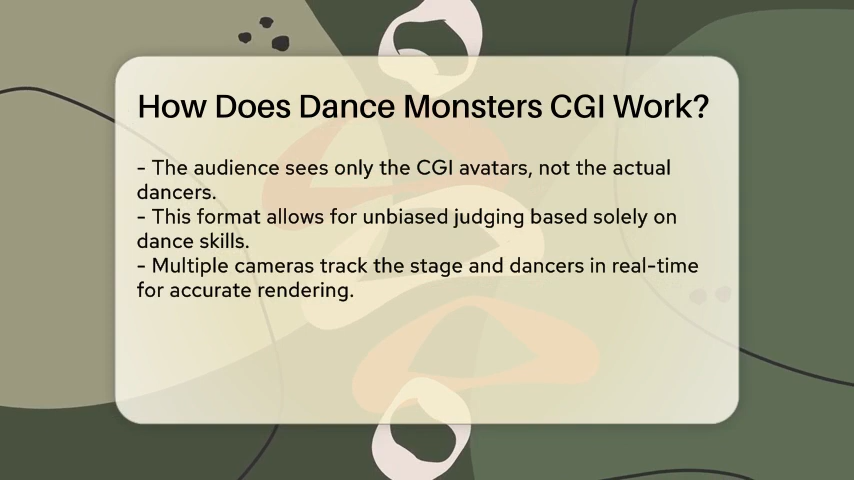 How Does Dance Monsters CGI Work?
- The audience sees only the CGI avatars, not the actual
dancers.
- This format allows for unbiased judging based solely on
dance skills.
- Multiple cameras track the stage and dancers in real-time
for accurate rendering.